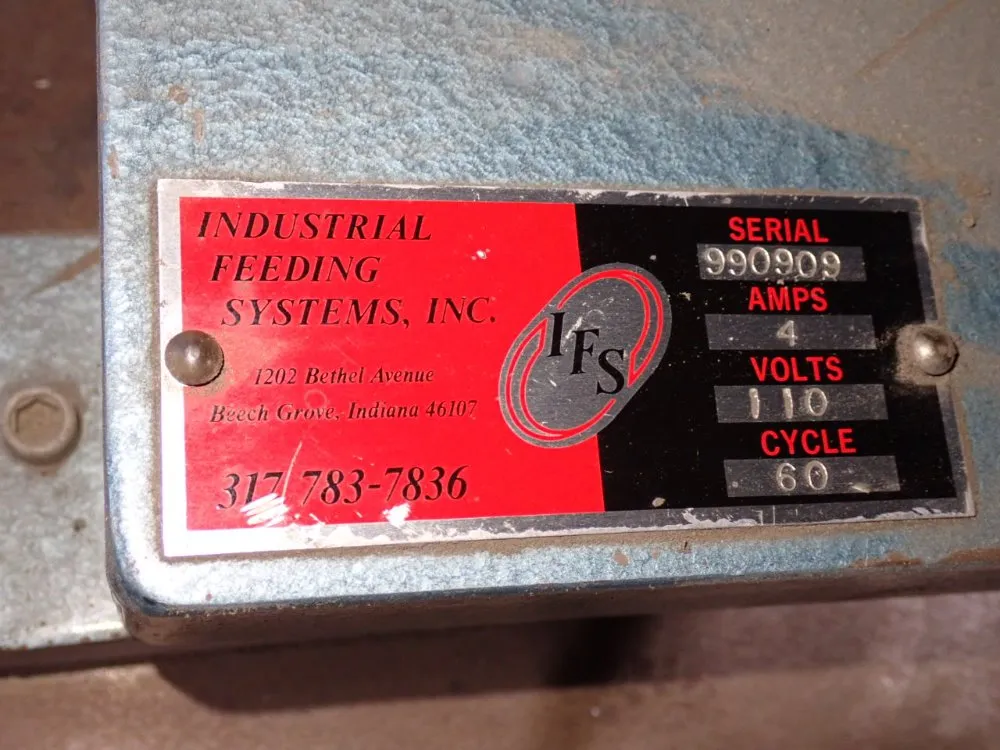 INDUSTRIAL
FEEDING
SYSTEMS, INC.
1202 Bethel Avenue
Beech Grove, Indiana 46107
317 783-7836
IFS
SERIAL
990909
AMPS
4
VOLTS
110
CYCLE
60